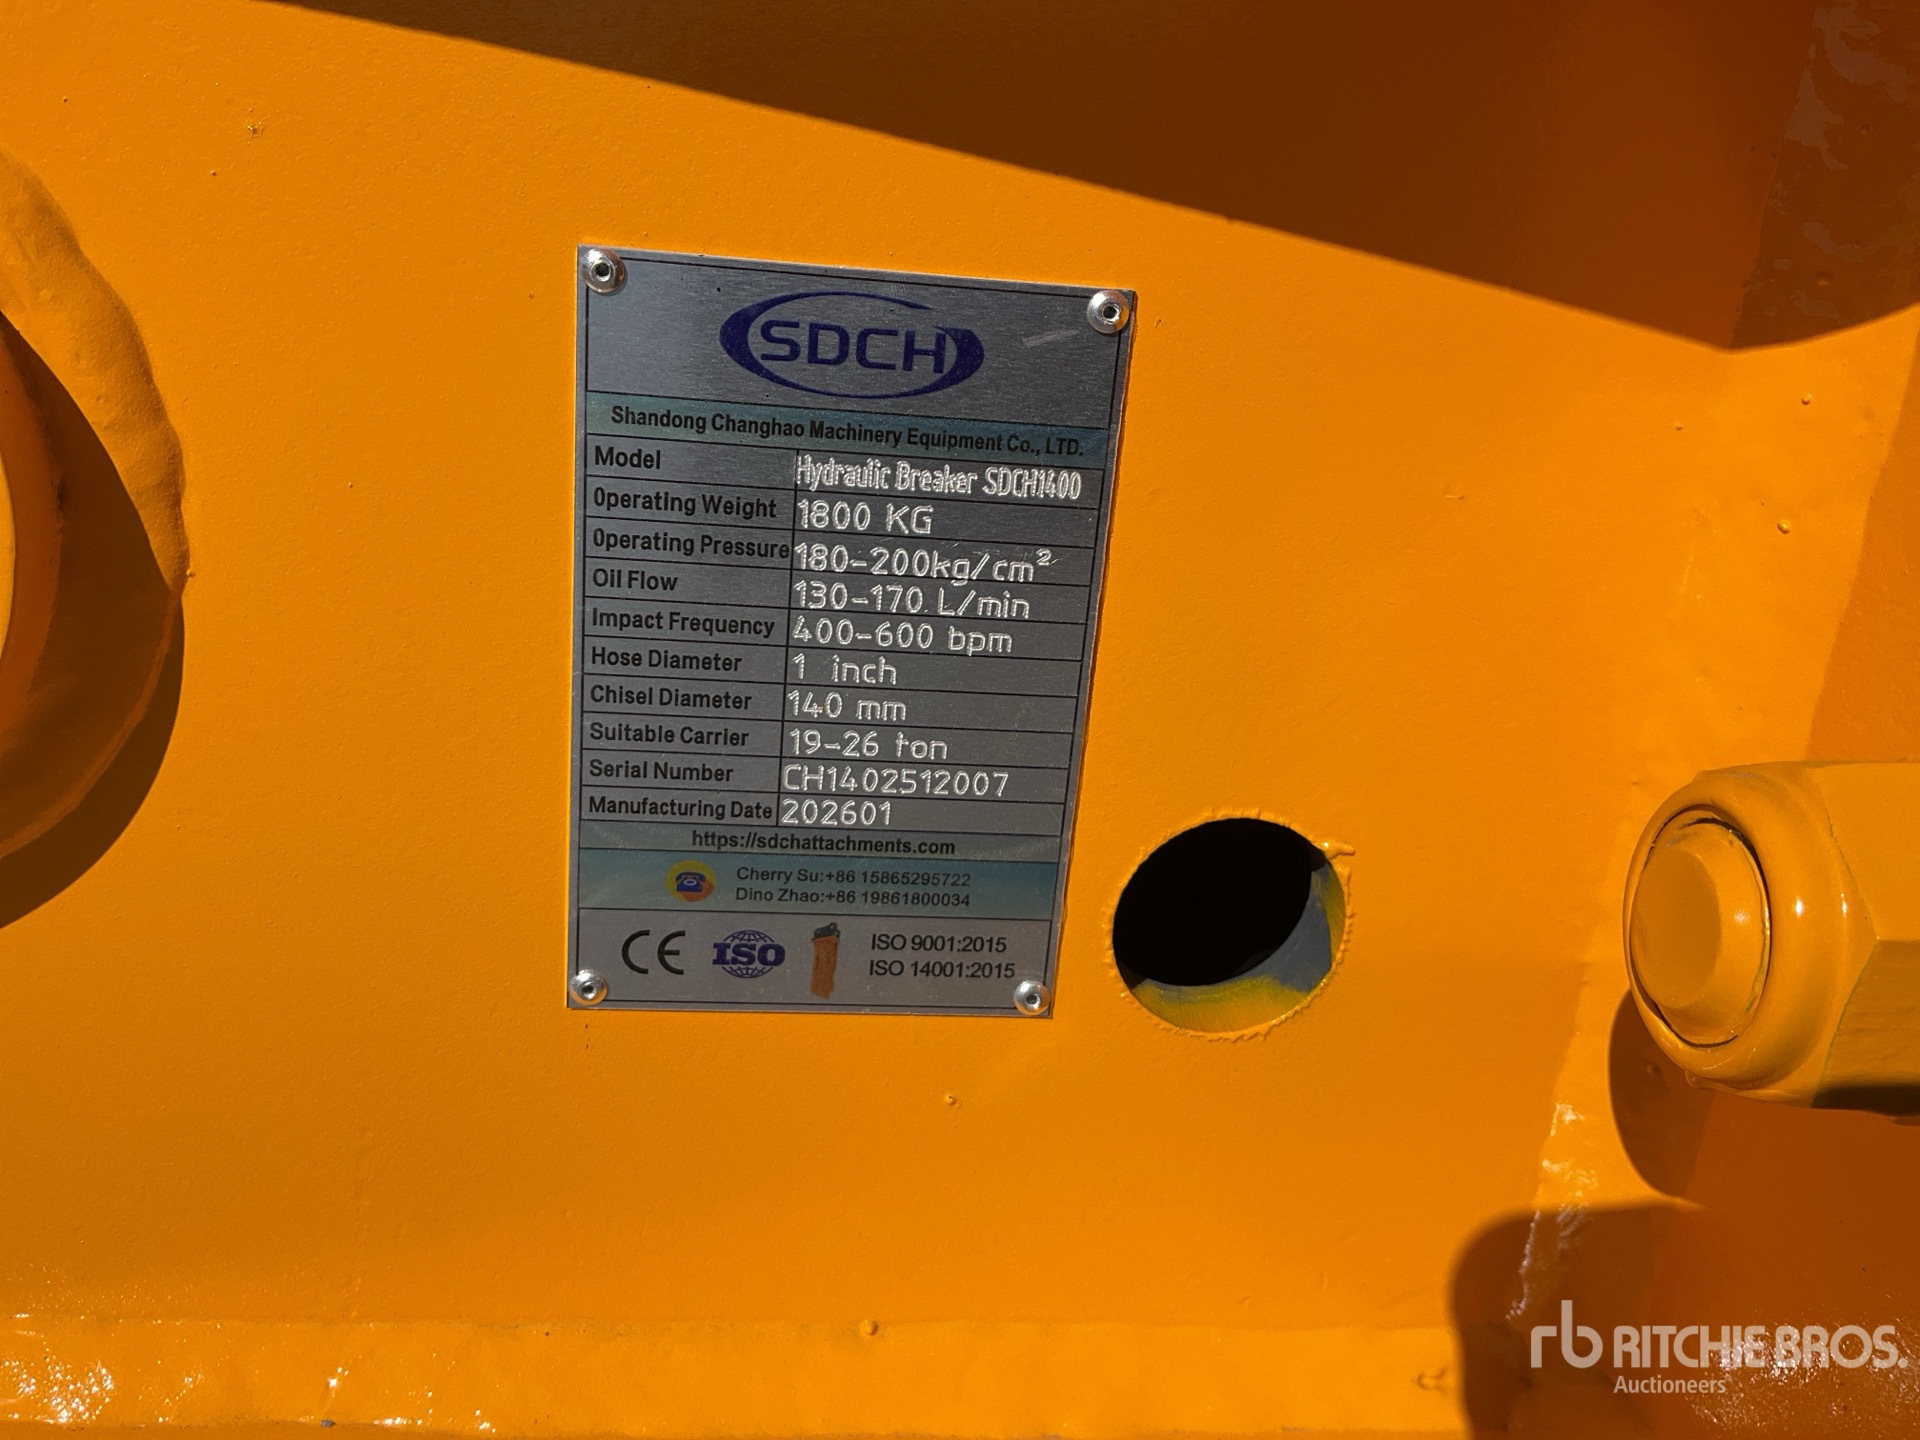 SDCH
Shandong Changhao Machinery Equipment Co., LTD.
Model Hydraulic Breaker SDCH1400
Operating Weight 1800 KG
Operating Pressure 180-200kg/cm²
Oil Flow 130-170 L/min
Impact Frequency 400-600 bpm
Hose Diameter 1 inch
Chisel Diameter 140 mm
Suitable Carrier 19-26 ton
Serial Number CH1402512007
Manufacturing Date 202601
https://sdchattachments.com
Cherry Su:+86 15865295722
Dino Zhao:+86 19861800034
CE ISO ISO 9001:2015
ISO 14001:2015
rb RITCHIE BROS.
Auctioneers